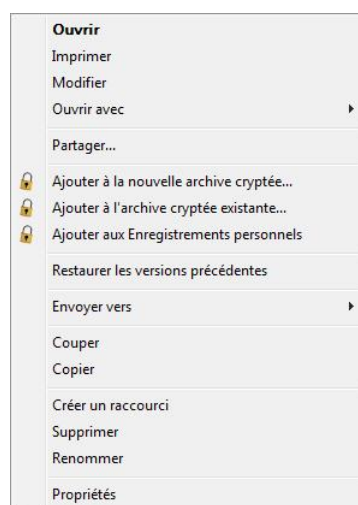 Ouvrir
Imprimer
Modifier
Ouvrir avec
Partager...
Ajouter à la nouvelle archive cryptée...
Ajouter à l'archive cryptée existante...
Ajouter aux Enregistrements personnels
Restaurer les versions précédentes
Envoyer vers
Couper
Copier
Créer un raccourci
Supprimer
Renommer
Propriétés